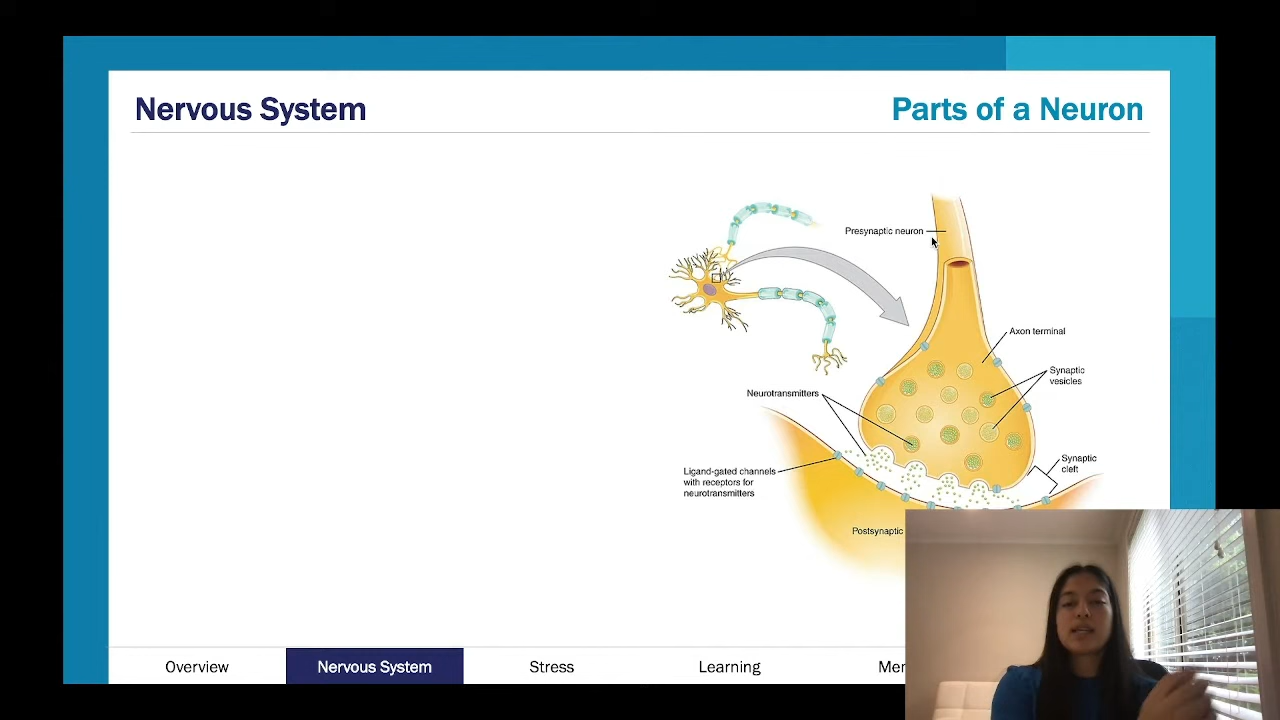 Nervous System
Parts of a Neuron
Presynaptic neuron
Axon terminal
Synaptic
vesicles
Neurotransmitters
Synaptic
cleft
Ligand-gated channels
with receptors for
neurotransmitters
Postsynaptic
Overview
Nervous System
Stress
Learning